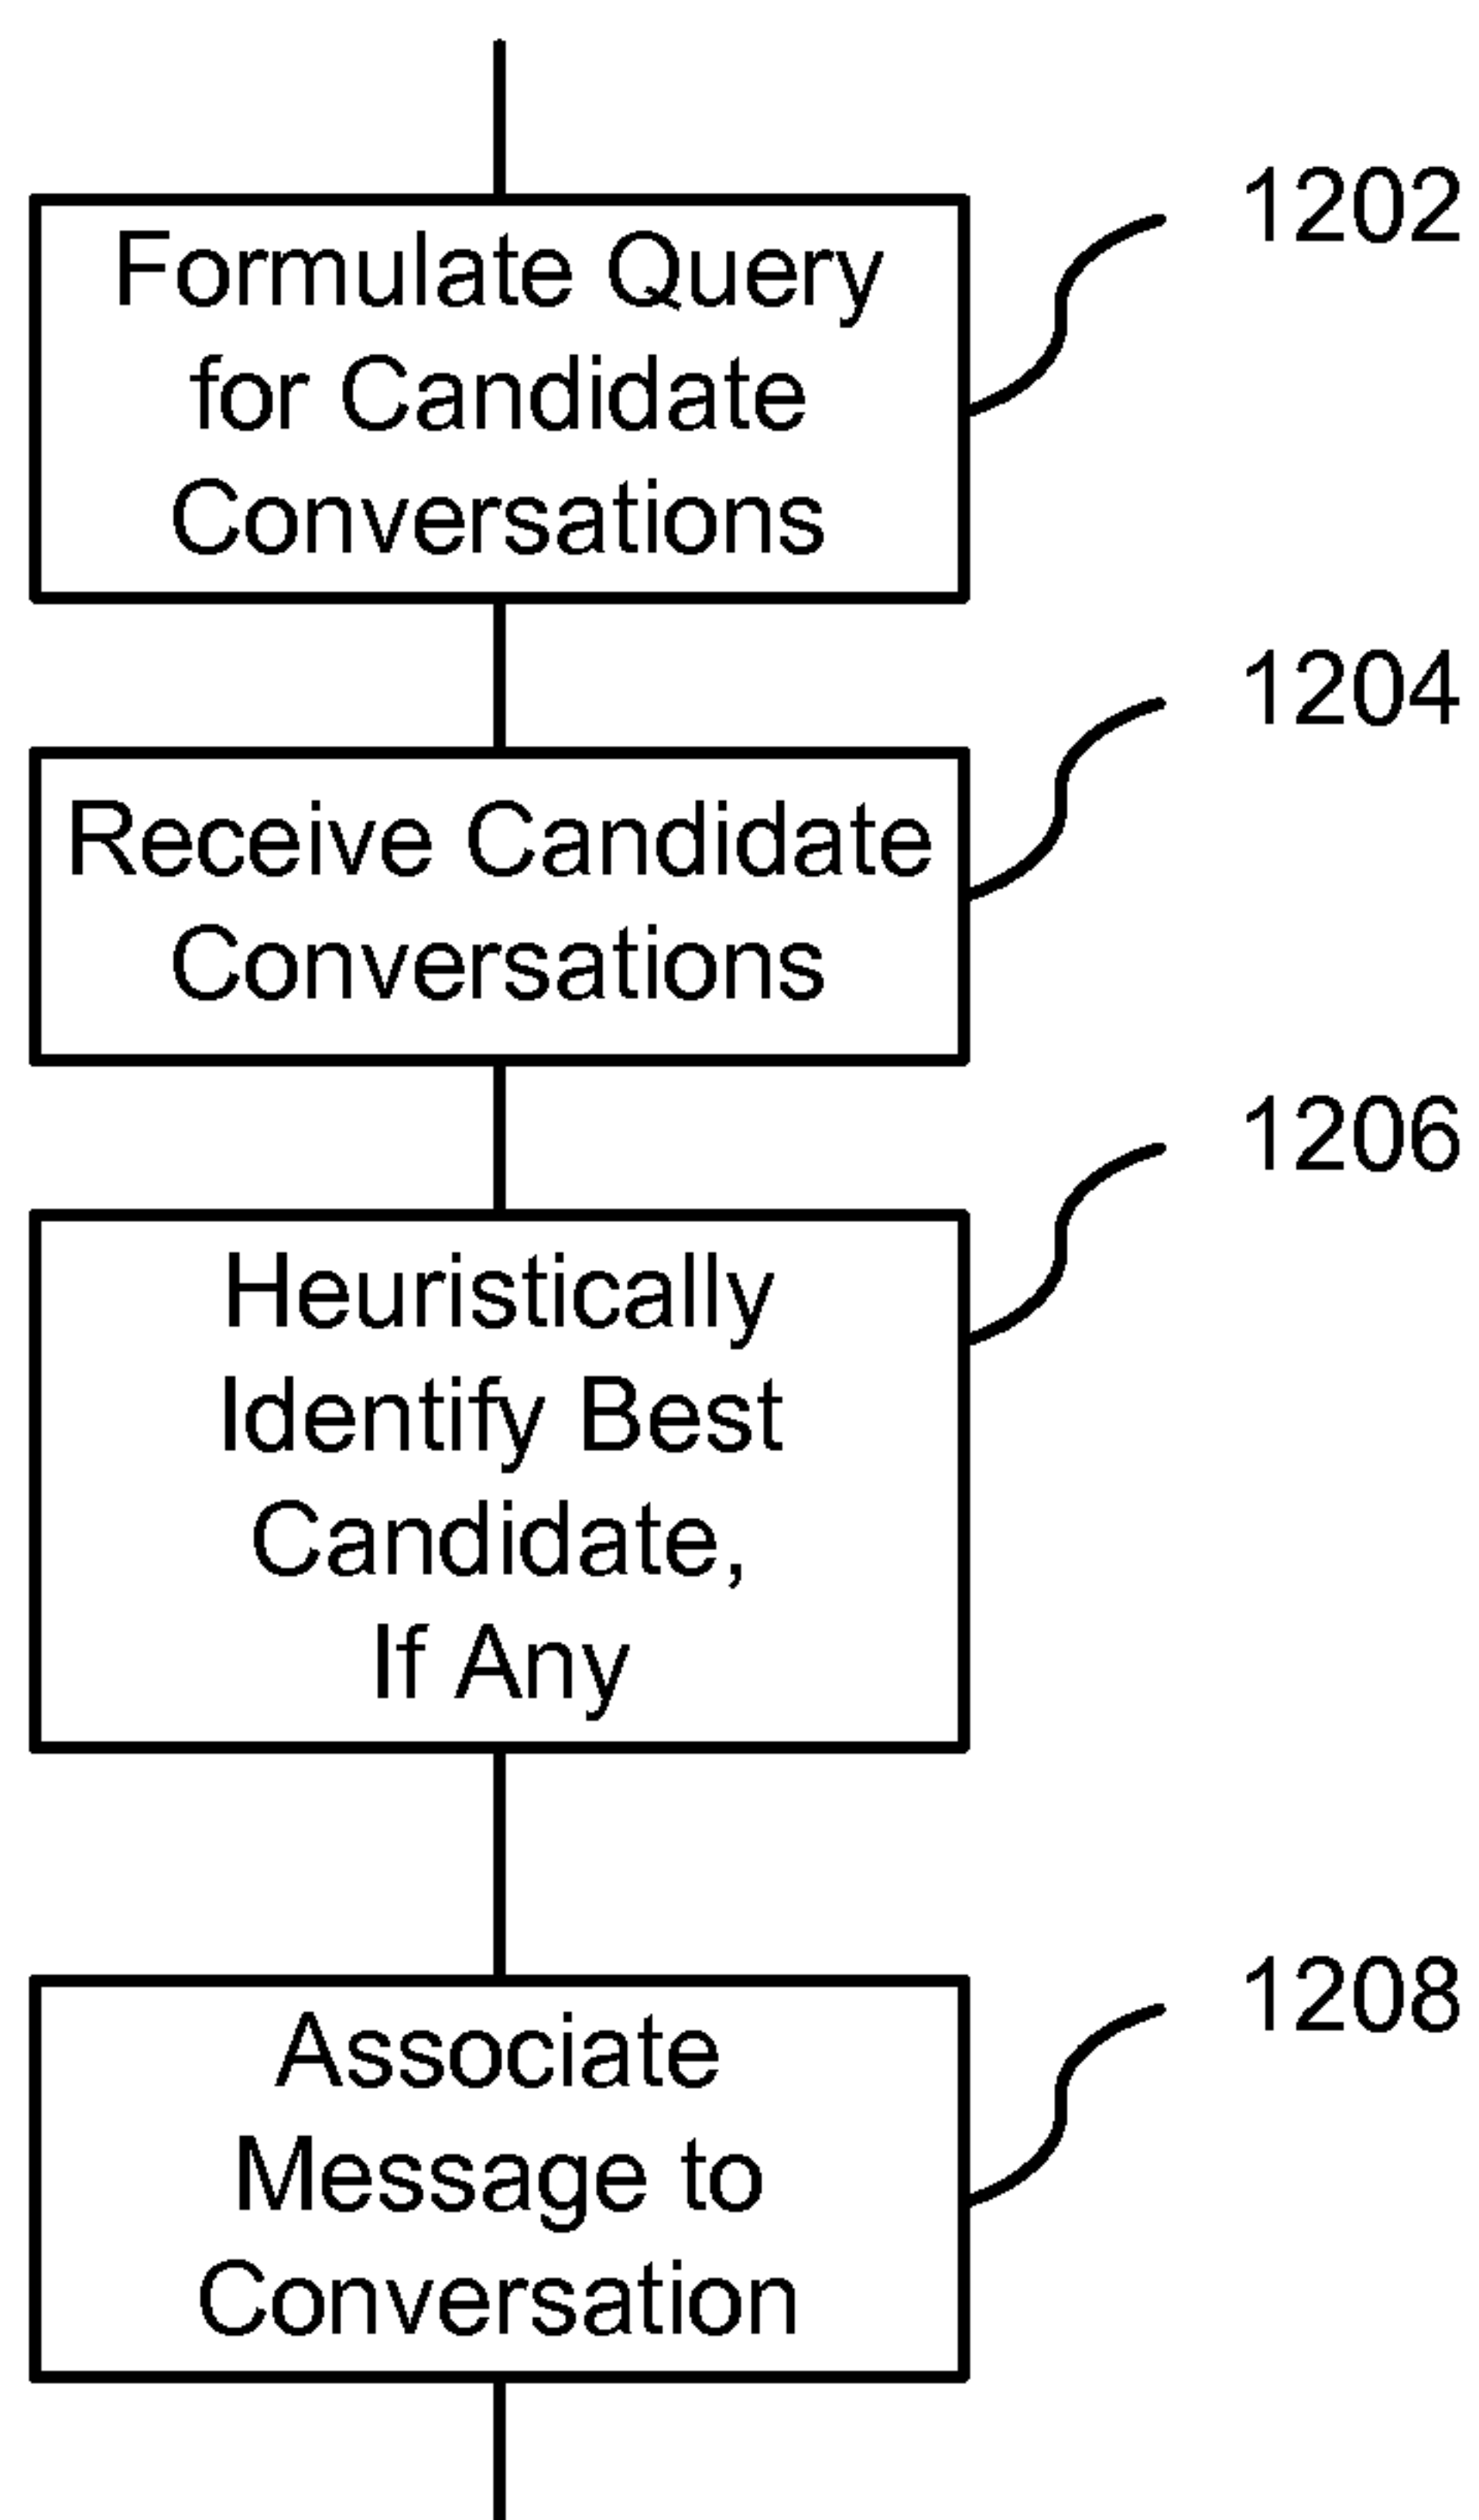 1202
Formulate Query
for Candidate
Conversations
1204
Receive Candidate
Conversations
1206
Heuristically
Identify Best
Candidate,
If Any
1208
Associate
Message to
Conversation